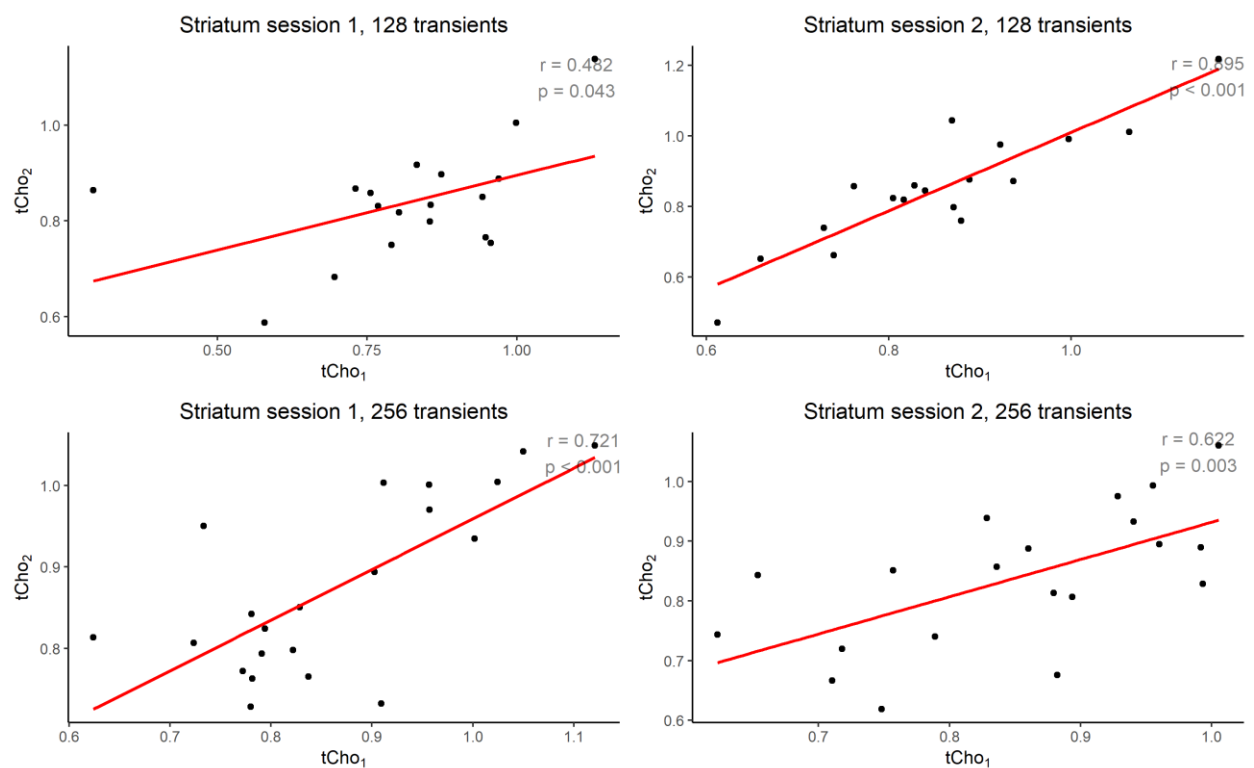 Striatum session 1, 128 transients
r = 0.482
p = 0.043
1.0
0.8
0.6
tCho₂
0.50 0.75 1.00
tCho₁
Striatum session 2, 128 transients
r = 0.895
p < 0.001
1.2
1.0
0.8
0.6
tCho₂
0.6 0.8 1.0
tCho₁
Striatum session 1, 256 transients
r = 0.721
p < 0.001
1.0
0.9
0.8
tCho₂
0.6 0.7 0.8 0.9 1.0 1.1
tCho₁
Striatum session 2, 256 transients
r = 0.622
p = 0.003
1.0
0.9
0.8
0.7
0.6
tCho₂
0.7 0.8 0.9 1.0
tCho₁